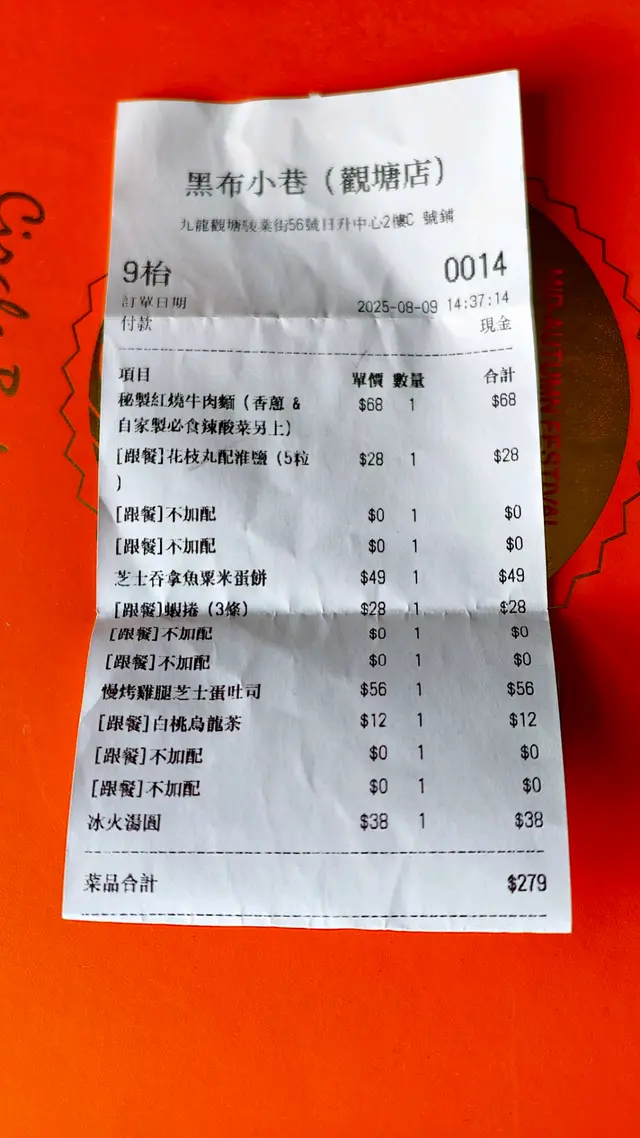 黑布小巷（觀塘店）
九龍觀塘駿業街56號日升中心2樓C 號鋪
9枱 0014
訂單日期 2025-08-09 14:37:14
付款 現金
項目 單價 數量 合計
秘製紅燒牛肉麵（香蔥 & $68 1 $68
自家製必食辣酸菜另上）
[跟餐]花枝丸配淮鹽（5粒 $28 1 $28
）
[跟餐]不加配 $0 1 $0
[跟餐]不加配 $0 1 $0
芝士吞拿魚粟米蛋餅 $49 1 $49
[跟餐]蝦捲（3條） $28 1 $28
[跟餐]不加配 $0 1 $0
[跟餐]不加配 $0 1 $0
慢烤雞腿芝士蛋吐司 $56 1 $56
[跟餐]白桃烏龍茶 $12 1 $12
[跟餐]不加配 $0 1 $0
[跟餐]不加配 $0 1 $0
冰火湯圓 $38 1 $38
菜品合計 $279
MID-AUTUMN FESTIVAL